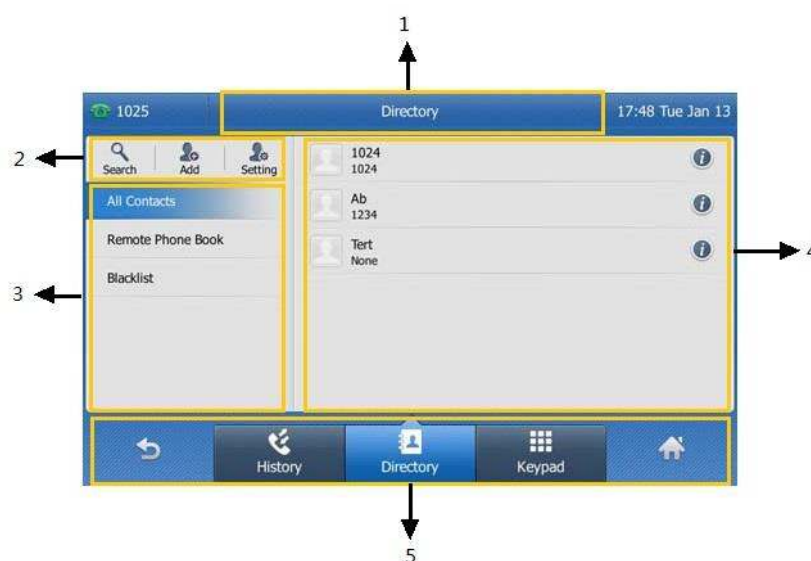 1
1025
Directory
17:48 Tue Jan 13
2
Search Add Setting
All Contacts
Remote Phone Book
Blacklist
3
1024
1024
Ab
1234
Tert
None
4
History Directory Keypad
5